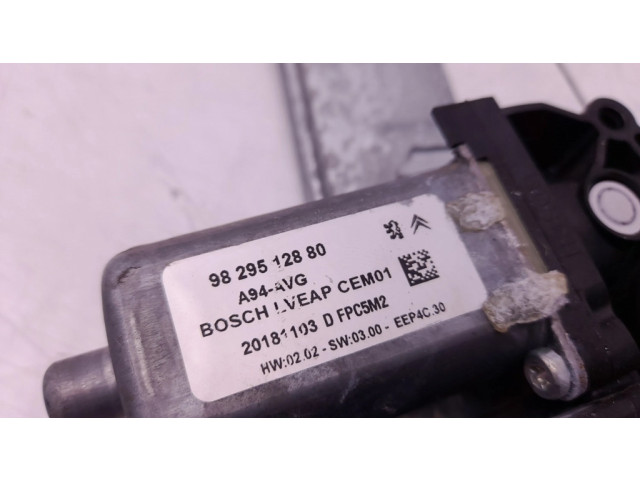 98 295 128 80
A94-AVG
BOSCH LVEAP CEM01
20181103 D FPC5M2
HW:02.02 - SW:03.00 - EEP4C.30